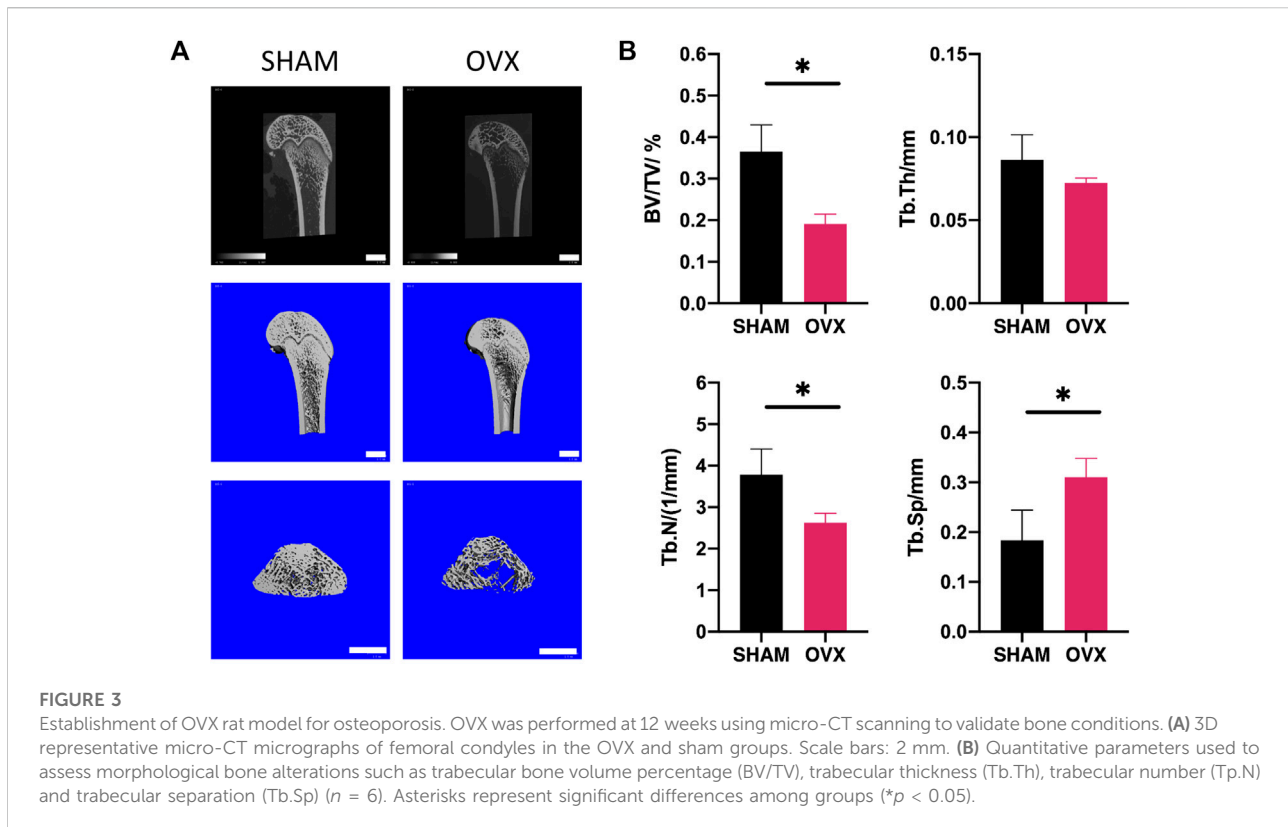 A
SHAM OVX
B
0.6
0.5
0.4
0.3
0.2
0.1
0.0
BV/TV/ %
*
SHAM OVX
0.15
0.10
0.05
0.00
Tb.Th/mm
SHAM OVX
6
5
4
3
2
1
0
Tb.N/(1/mm)
*
SHAM OVX
0.5
0.4
0.3
0.2
0.1
0.0
Tb.Sp/mm
*
SHAM OVX
FIGURE 3
Establishment of OVX rat model for osteoporosis. OVX was performed at 12 weeks using micro-CT scanning to validate bone conditions. (A) 3D
representative micro-CT micrographs of femoral condyles in the OVX and sham groups. Scale bars: 2 mm. (B) Quantitative parameters used to
assess morphological bone alterations such as trabecular bone volume percentage (BV/TV), trabecular thickness (Tb.Th), trabecular number (Tp.N)
and trabecular separation (Tb.Sp) (n = 6). Asterisks represent significant differences among groups (*p < 0.05).